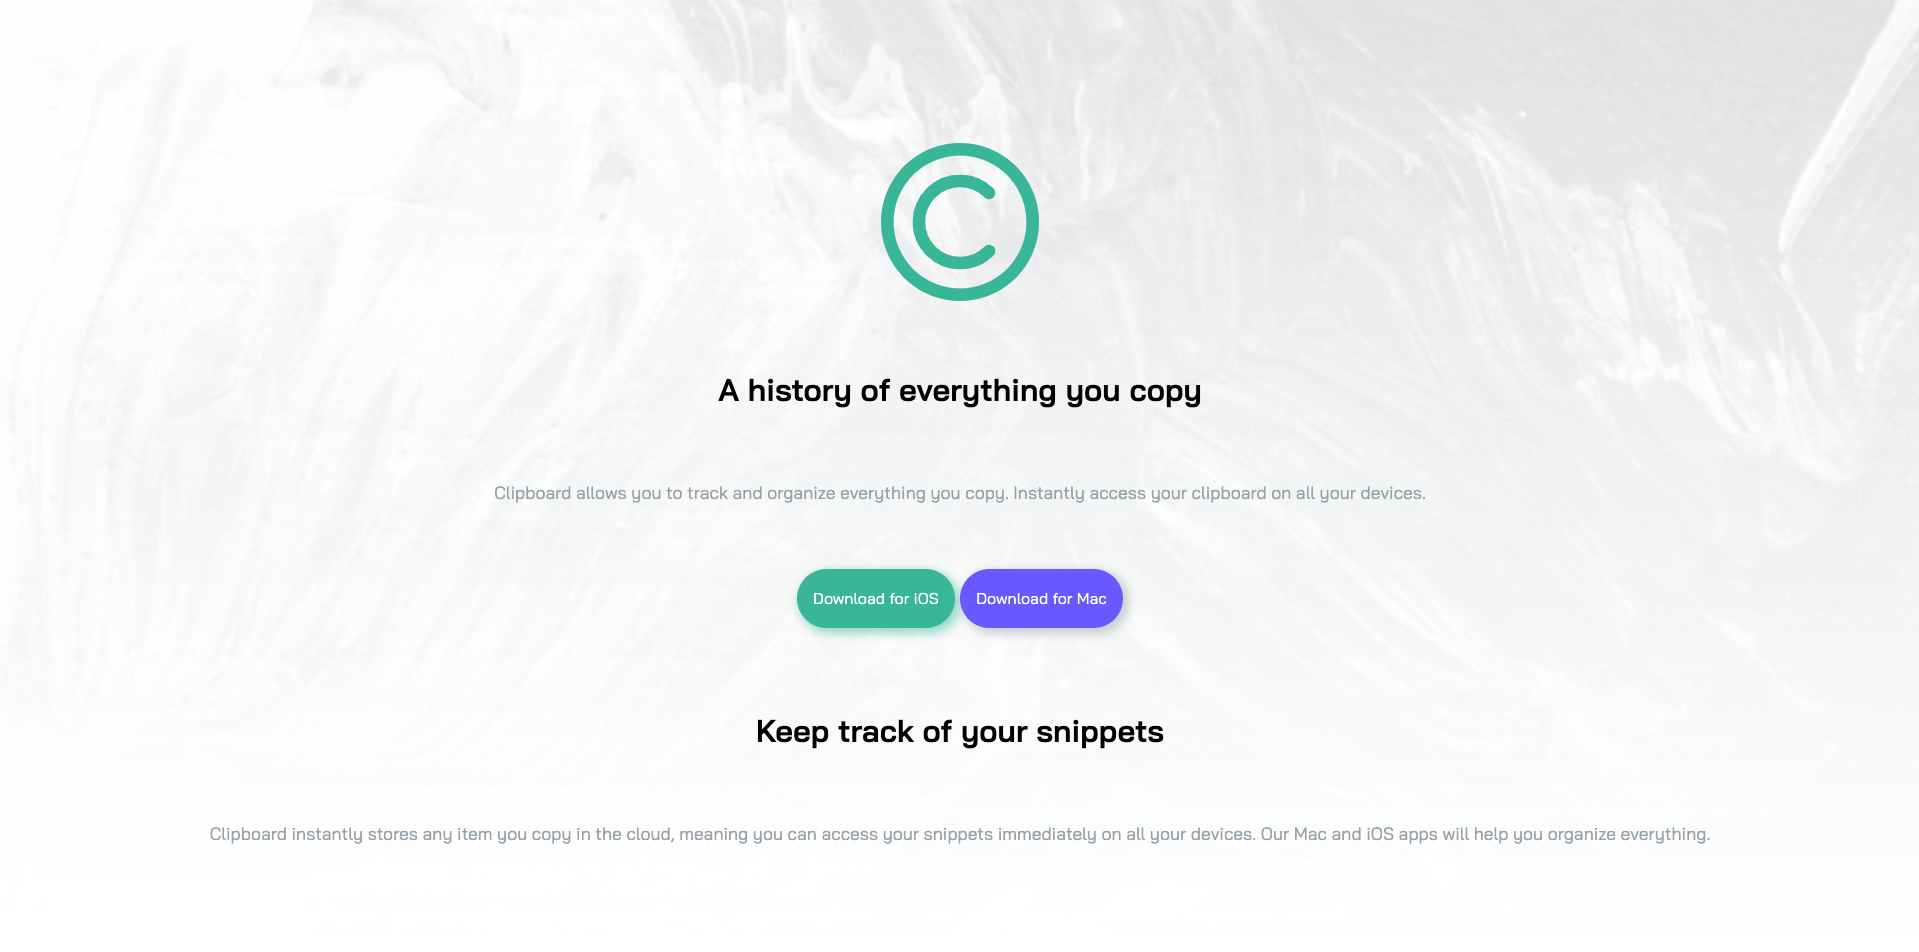 A history of everything you copy
Clipboard allows you to track and organize everything you copy. Instantly access your clipboard on all your devices.
Download for iOS Download for Mac
Keep track of your snippets
Clipboard instantly stores any item you copy in the cloud, meaning you can access your snippets immediately on all your devices. Our Mac and iOS apps will help you organize everything.